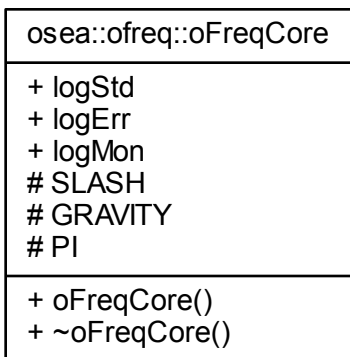 osea::ofreq::oFreqCore
+ logStd
+ logErr
+ logMon
# SLASH
# GRAVITY
# PI
+ oFreqCore()
+ ~oFreqCore()